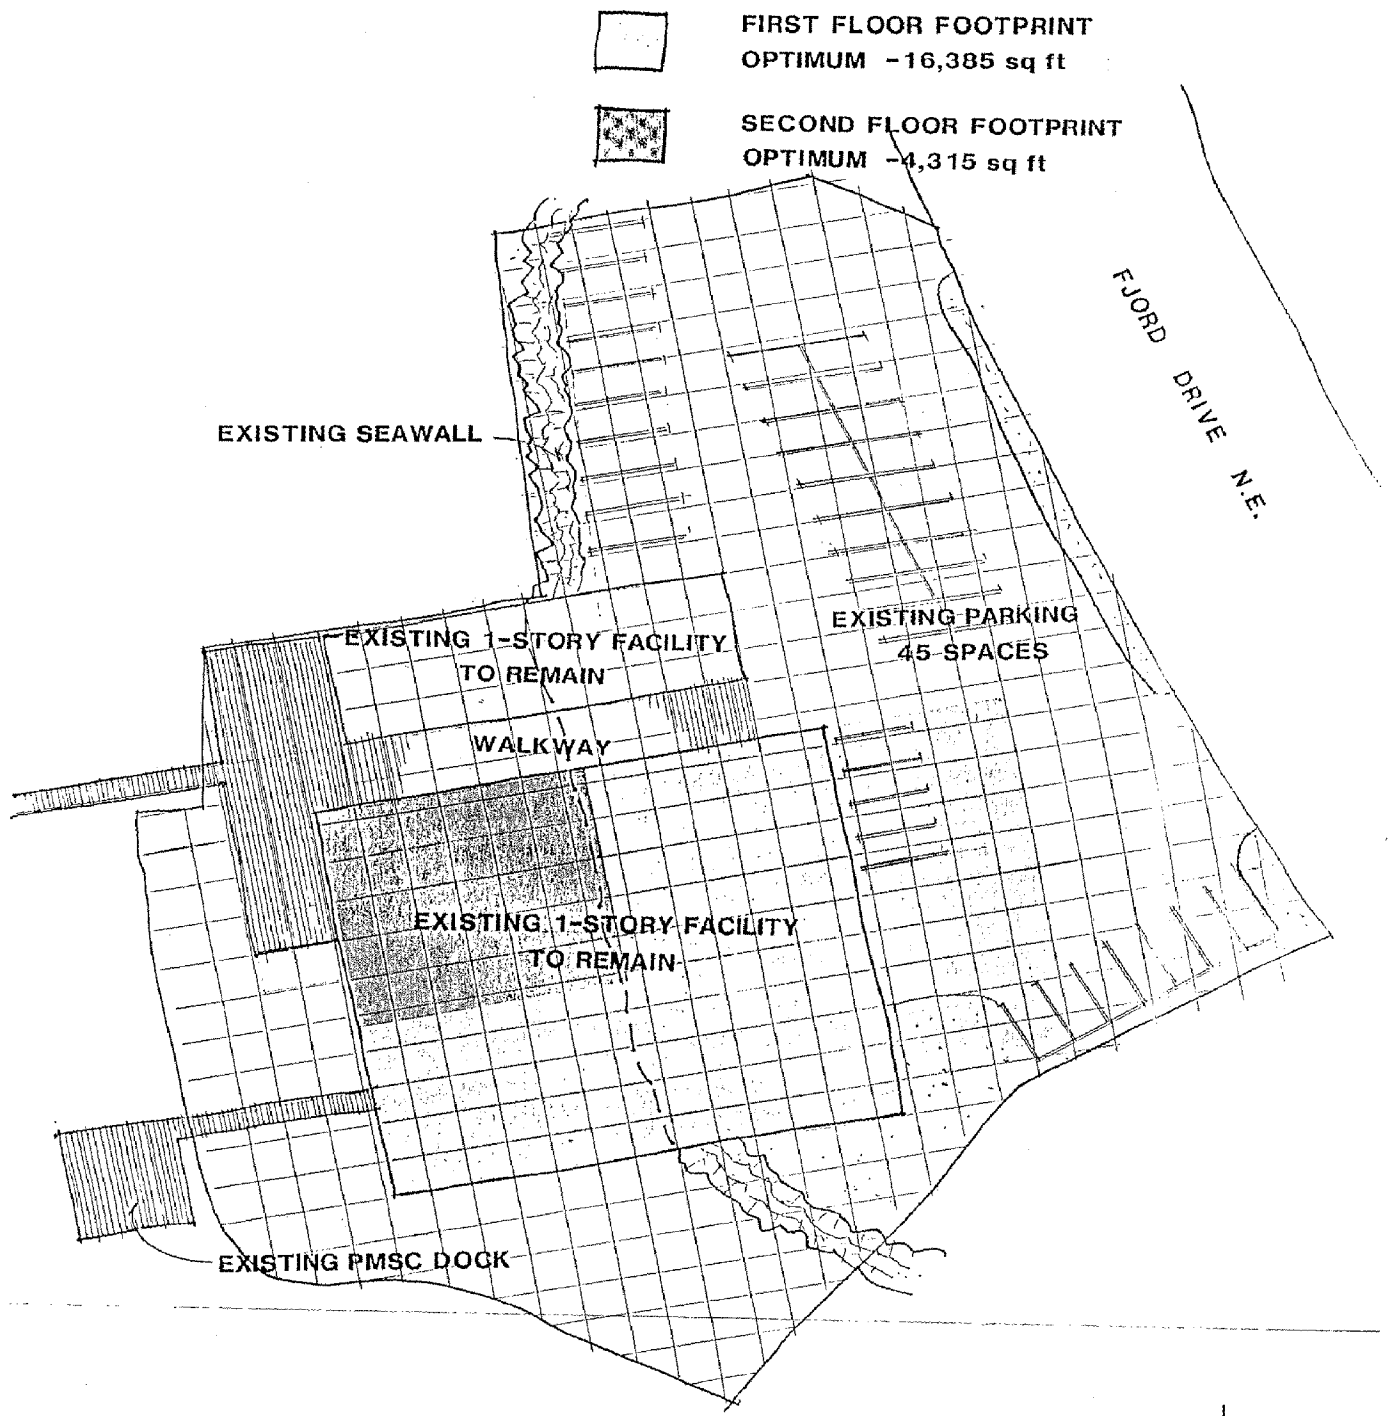 FIRST FLOOR FOOTPRINT
OPTIMUM -16,385 sq ft
SECOND FLOOR FOOTPRINT
OPTIMUM -4,315 sq ft
FJORD DRIVE N.E.
EXISTING SEAWALL
EXISTING 1-STORY FACILITY
TO REMAIN
EXISTING PARKING
45 SPACES
WALKWAY
EXISTING 1-STORY FACILITY
TO REMAIN
EXISTING PMSC DOCK